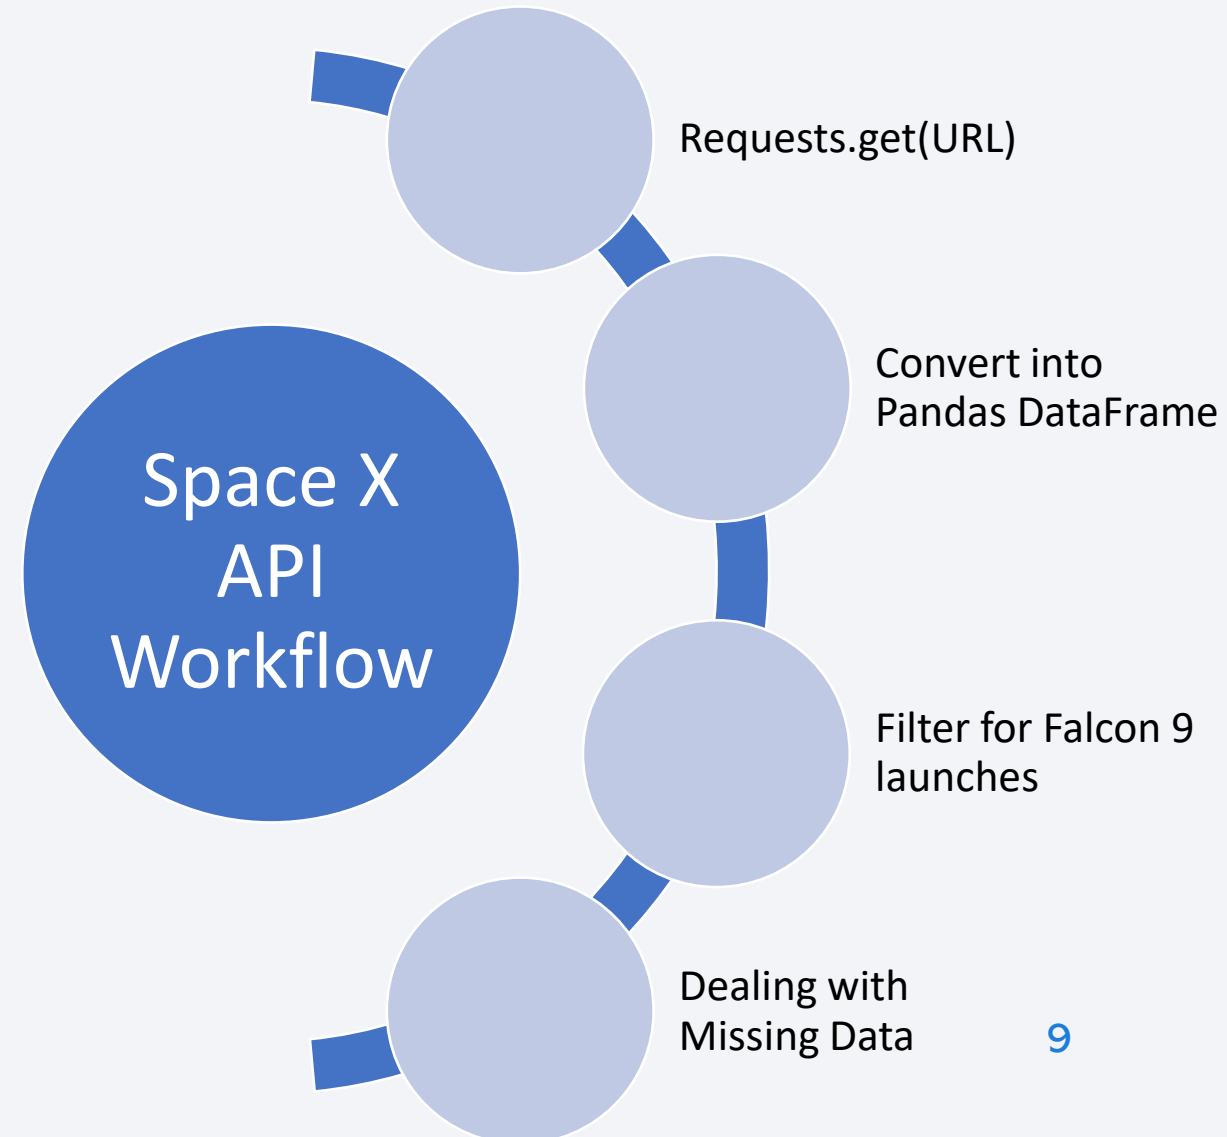 Requests.get(URL)
Convert into
Pandas DataFrame
Space X
API
Workflow
Filter for Falcon 9
launches
Dealing with
Missing Data
9